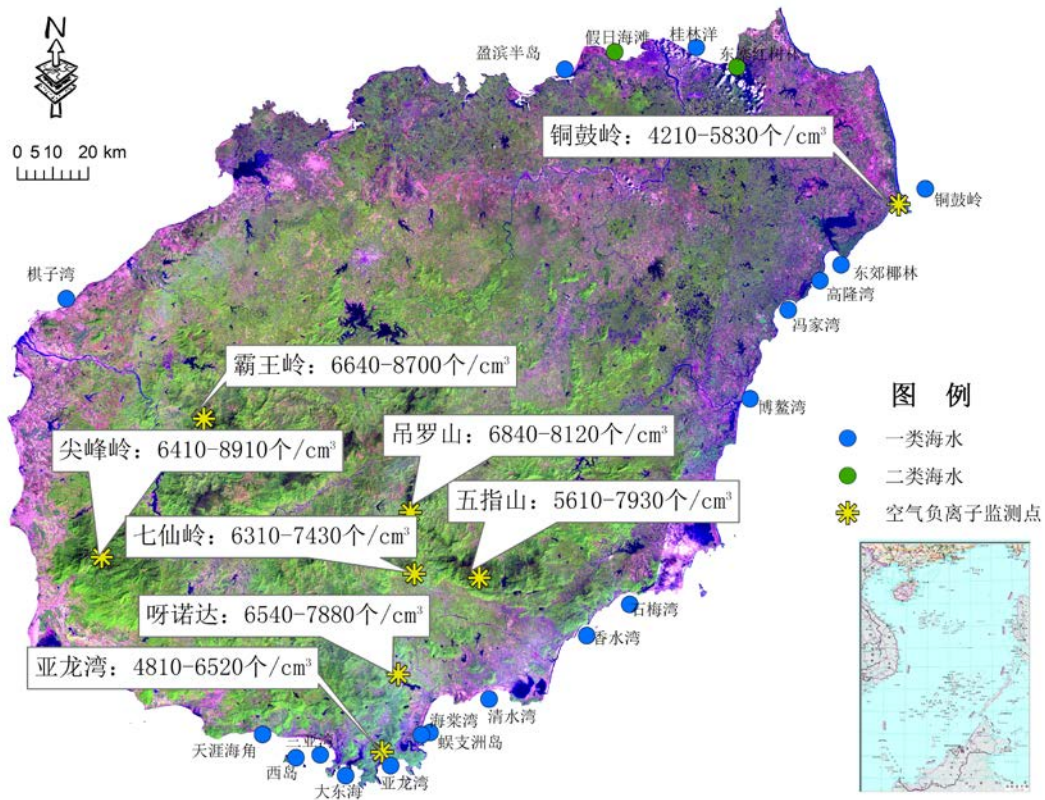 N
0 5 10 20 km
假日海滩
桂林洋
盈滨半岛
东寨红树林
铜鼓岭：4210-5830个/cm³
铜鼓岭
东郊椰林
高隆湾
冯家湾
棋子湾
霸王岭：6640-8700个/cm³
博鳌湾
图 例
一类海水
二类海水
空气负离子监测点
尖峰岭：6410-8910个/cm³
吊罗山：6840-8120个/cm³
五指山：5610-7930个/cm³
七仙岭：6310-7430个/cm³
呀诺达：6540-7880个/cm³
亚龙湾：4810-6520个/cm³
石梅湾
香水湾
清水湾
海棠湾
蜈支洲岛
天涯海角
西岛
大东海
亚龙湾